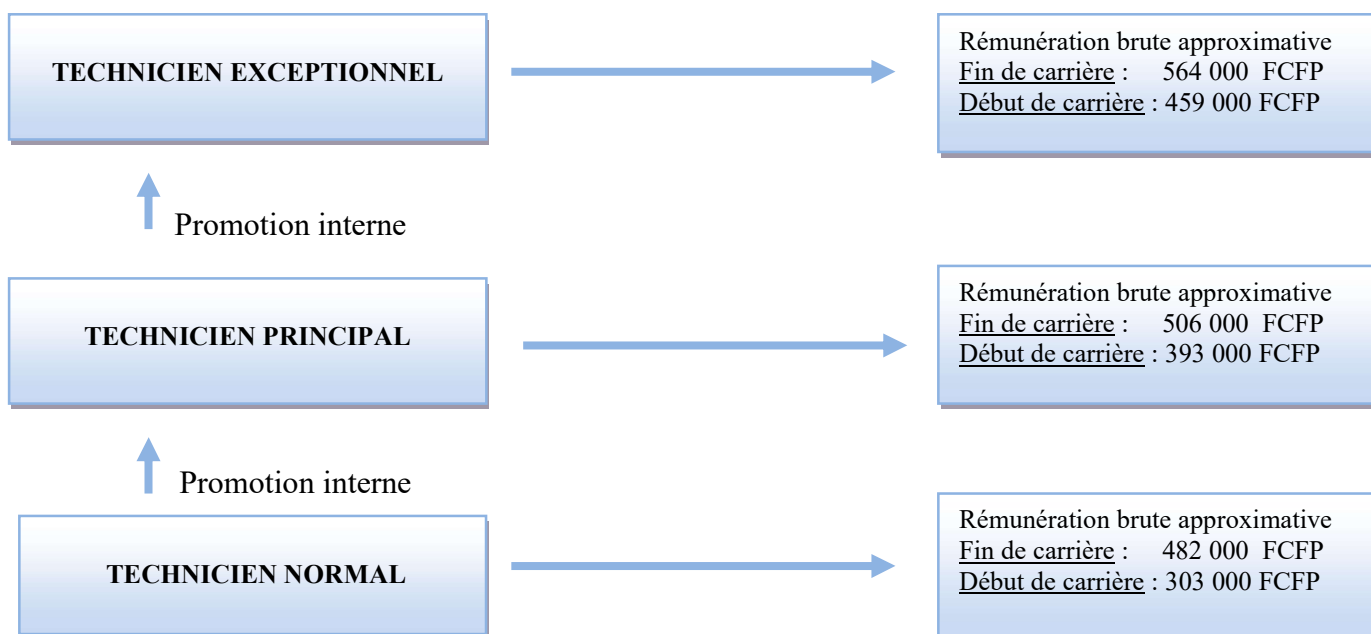 TECHNICIEN EXCEPTIONNEL
Rémunération brute approximative
Fin de carrière : 564 000 FCFP
Début de carrière : 459 000 FCFP
Promotion interne
TECHNICIEN PRINCIPAL
Rémunération brute approximative
Fin de carrière : 506 000 FCFP
Début de carrière : 393 000 FCFP
Promotion interne
TECHNICIEN NORMAL
Rémunération brute approximative
Fin de carrière : 482 000 FCFP
Début de carrière : 303 000 FCFP